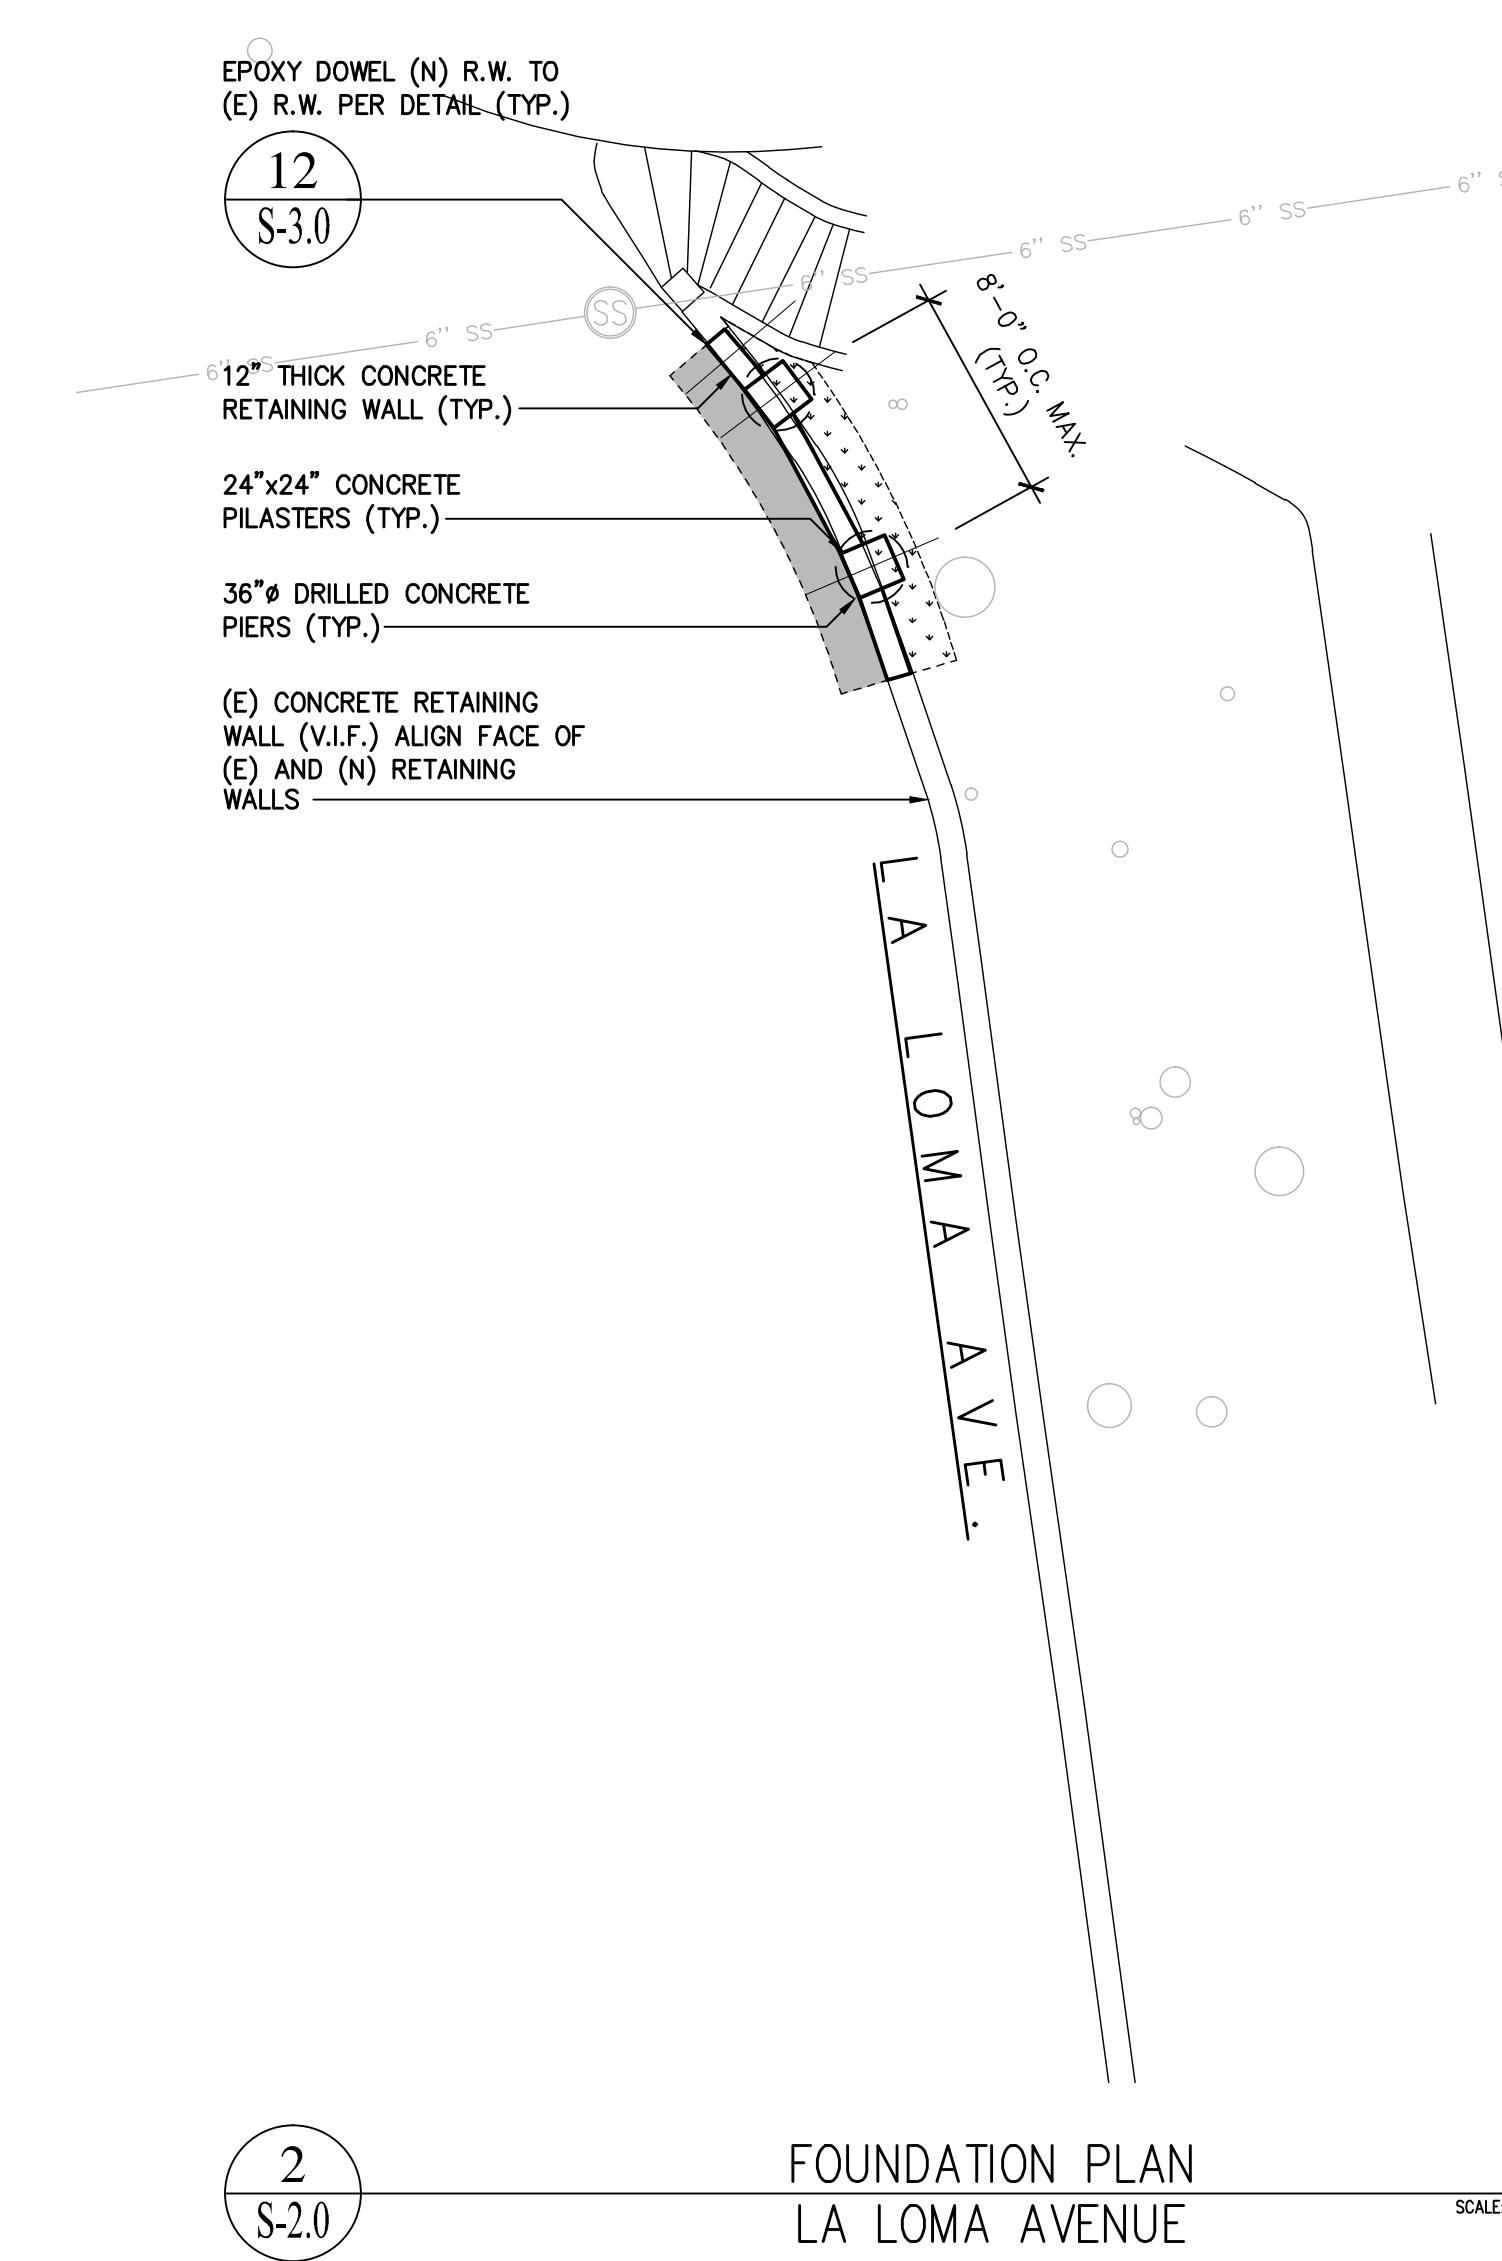 EPOXY DOWEL (N) R.W. TO
(E) R.W. PER DETAIL (TYP.)
12
S-3.0
6'' SS
6'' SS
6'' SS
6'' SS
6'' SS
6'' S
SS
8'-0" O.C. MAX.
(TYP.)
12" THICK CONCRETE
RETAINING WALL (TYP.)
8
24"x24" CONCRETE
PILASTERS (TYP.)
36"ø DRILLED CONCRETE
PIERS (TYP.)
(E) CONCRETE RETAINING
WALL (V.I.F.) ALIGN FACE OF
(E) AND (N) RETAINING
WALLS
LA LOMA AVE.
2
S-2.0
FOUNDATION PLAN
LA LOMA AVENUE
SCALE: